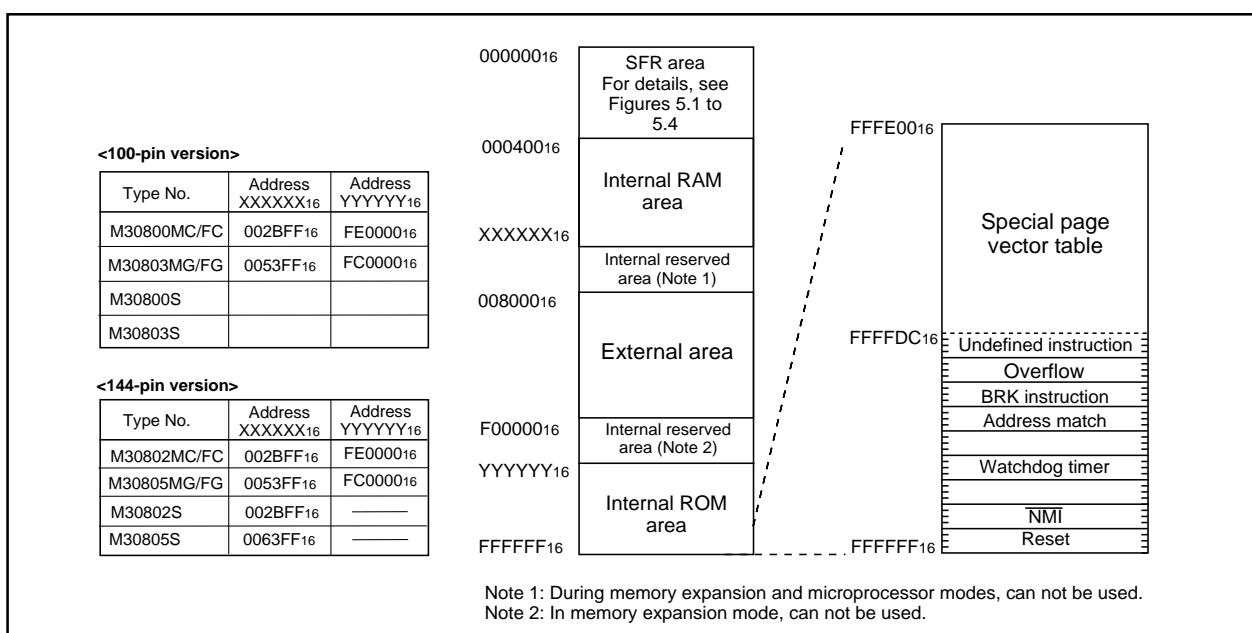 <100-pin version>
Type No. Address XXXXXX16 Address YYYYYY16
M30800MC/FC 002BFF16 FE000016
M30803MG/FG 0053FF16 FC000016
M30800S
M30803S
<144-pin version>
Type No. Address XXXXXX16 Address YYYYYY16
M30802MC/FC 002BFF16 FE000016
M30805MG/FG 0053FF16 FC000016
M30802S 002BFF16
M30805S 0063FF16
00000016
SFR area
For details, see
Figures 5.1 to
5.4
00040016
Internal RAM
area
XXXXXX16
Internal reserved
area (Note 1)
00800016
External area
F0000016
Internal reserved
area (Note 2)
YYYYYY16
Internal ROM
area
FFFFFF16
FFFE0016
Special page
vector table
FFFFDC16
Undefined instruction
Overflow
BRK instruction
Address match
Watchdog timer
NMI
Reset
FFFFFF16
Note 1: During memory expansion and microprocessor modes, can not be used.
Note 2: In memory expansion mode, can not be used.